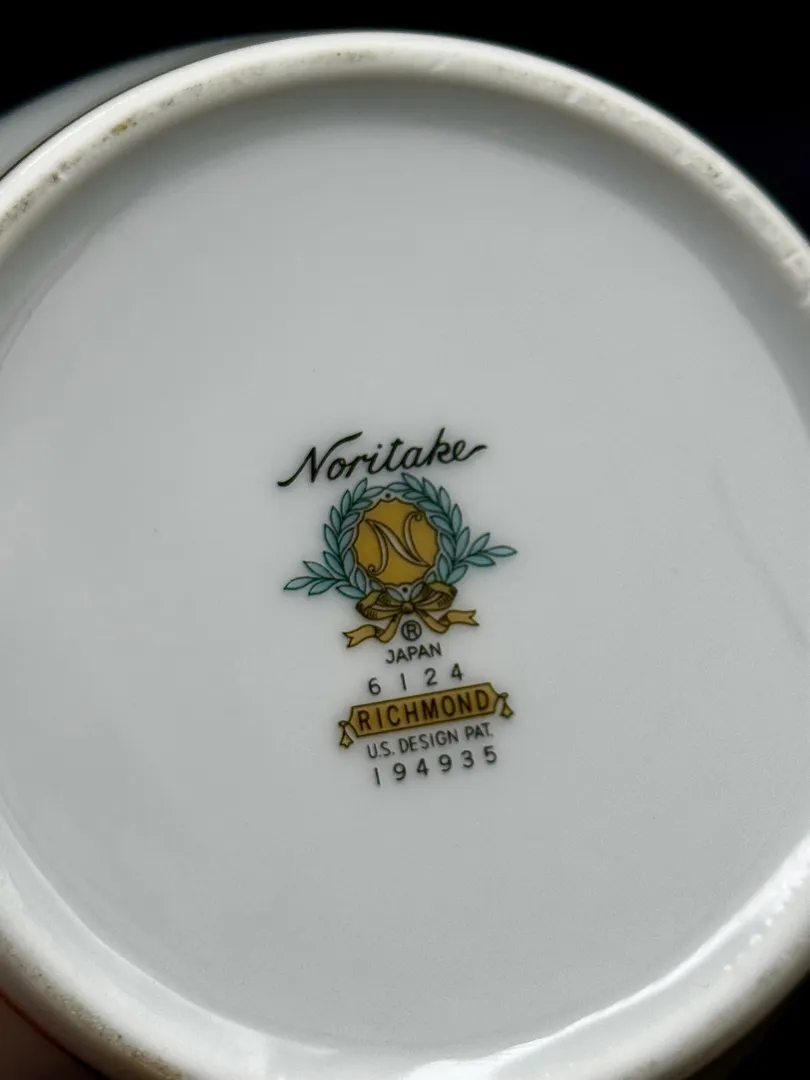 Noritake
N
®
JAPAN
6124
RICHMOND
U.S. DESIGN PAT.
194935